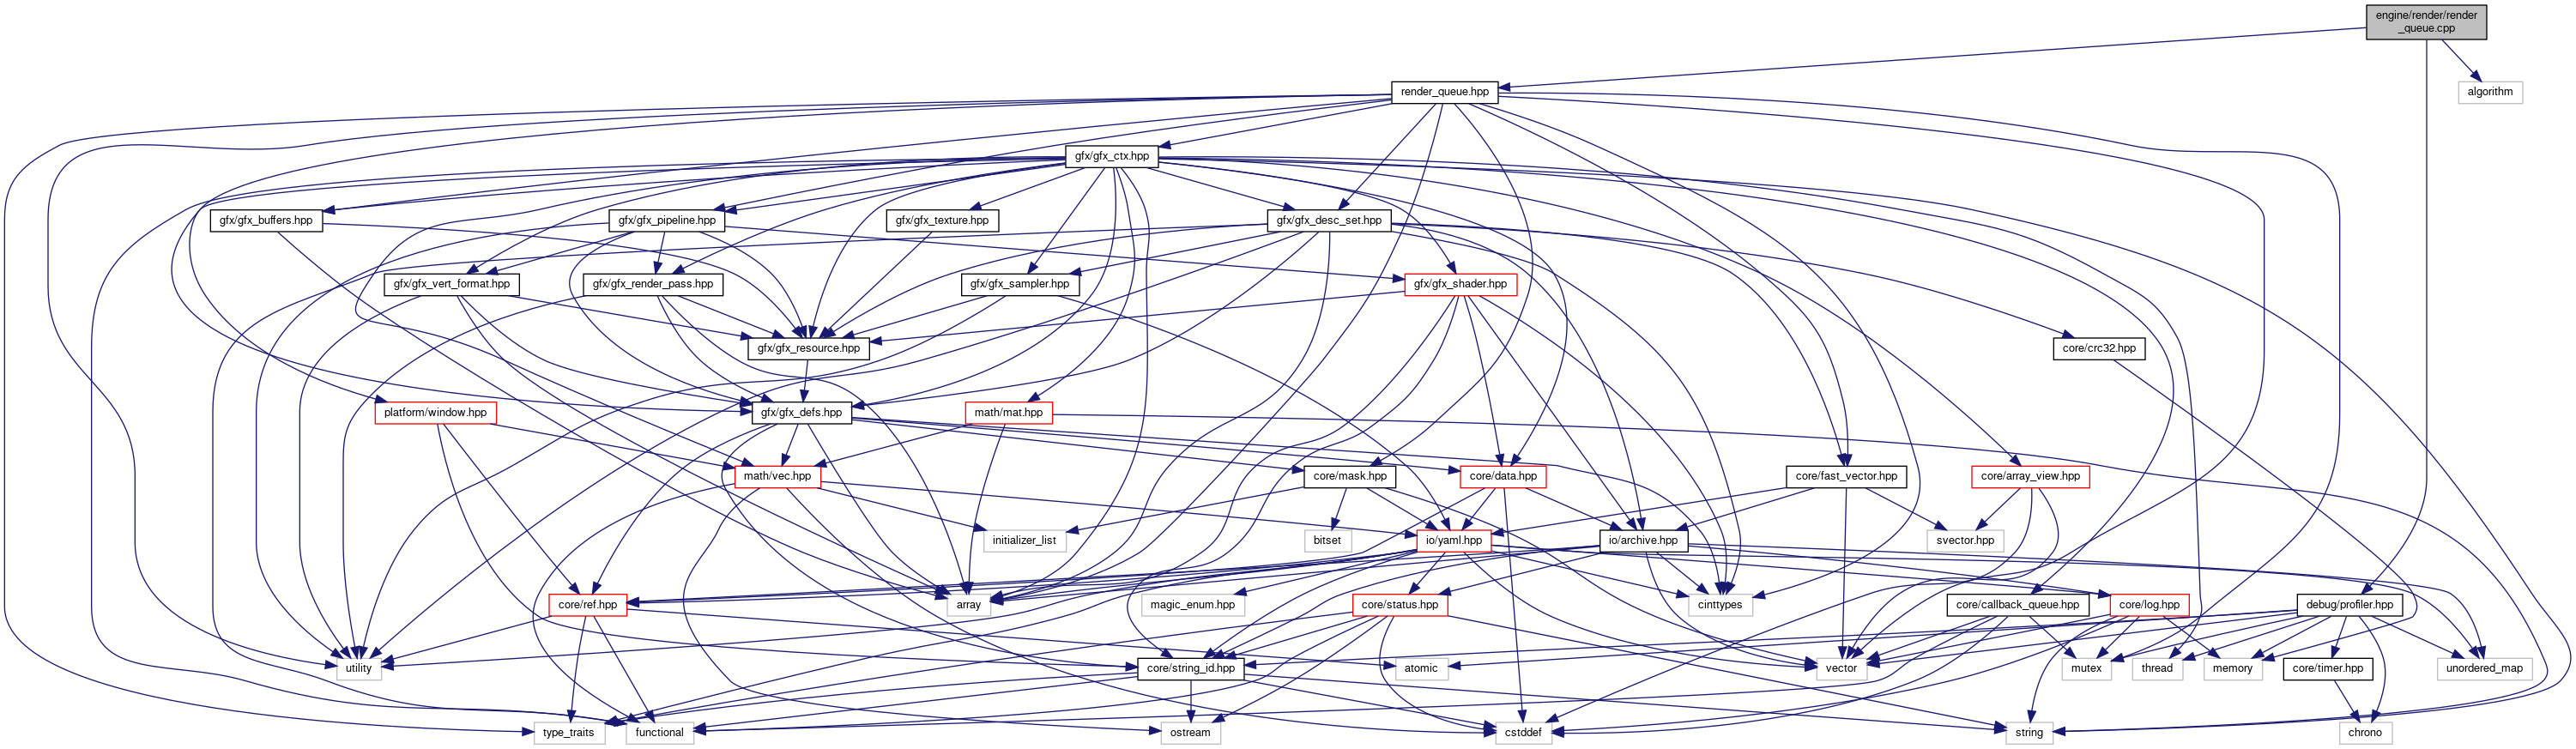 engine/render/render
_queue.cpp
render_queue.hpp
algorithm
gfx/gfx_ctx.hpp
gfx/gfx_buffers.hpp
gfx/gfx_pipeline.hpp
gfx/gfx_texture.hpp
gfx/gfx_desc_set.hpp
gfx/gfx_vert_format.hpp
gfx/gfx_render_pass.hpp
gfx/gfx_sampler.hpp
gfx/gfx_shader.hpp
gfx/gfx_resource.hpp
core/crc32.hpp
platform/window.hpp
gfx/gfx_defs.hpp
math/mat.hpp
math/vec.hpp
core/mask.hpp
core/data.hpp
core/fast_vector.hpp
core/array_view.hpp
initializer_list
bitset
io/yaml.hpp
io/archive.hpp
svector.hpp
core/ref.hpp
array
magic_enum.hpp
core/status.hpp
cinttypes
core/callback_queue.hpp
core/log.hpp
debug/profiler.hpp
utility
core/string_id.hpp
atomic
vector
mutex
thread
memory
core/timer.hpp
unordered_map
type_traits
functional
ostream
cstddef
string
chrono